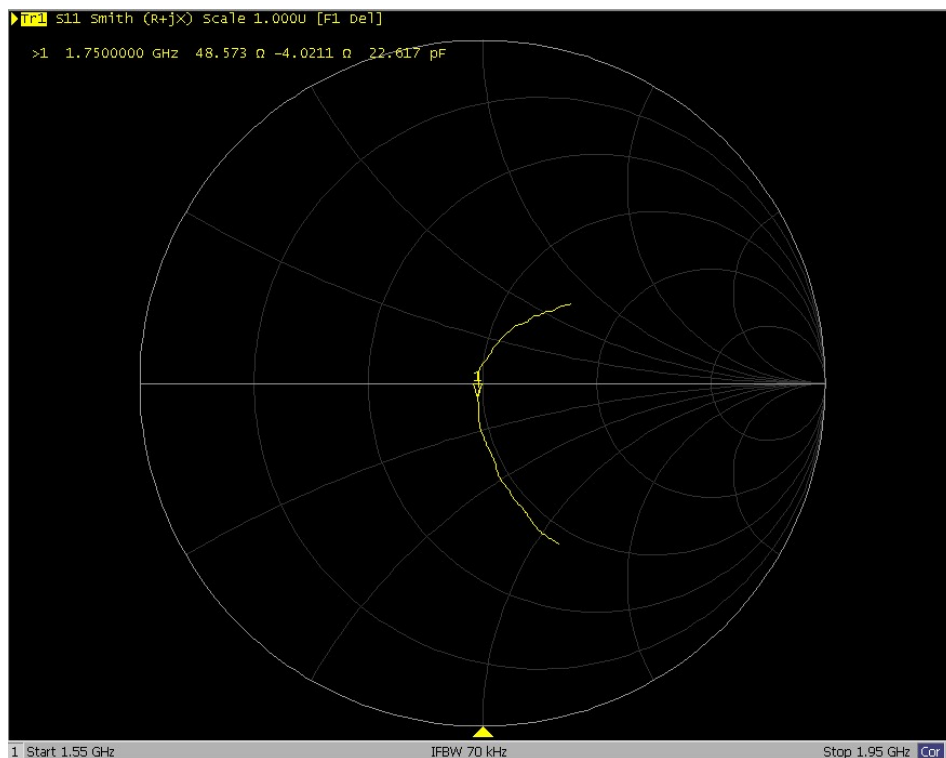 Tr1 S11 Smith (R+jX) Scale 1.000U [F1 Del]
>1 1.7500000 GHz 48.573 Ω -4.0211 Ω 22.617 pF
1
1 Start 1.55 GHz IFBW 70 kHz Stop 1.95 GHz Cor